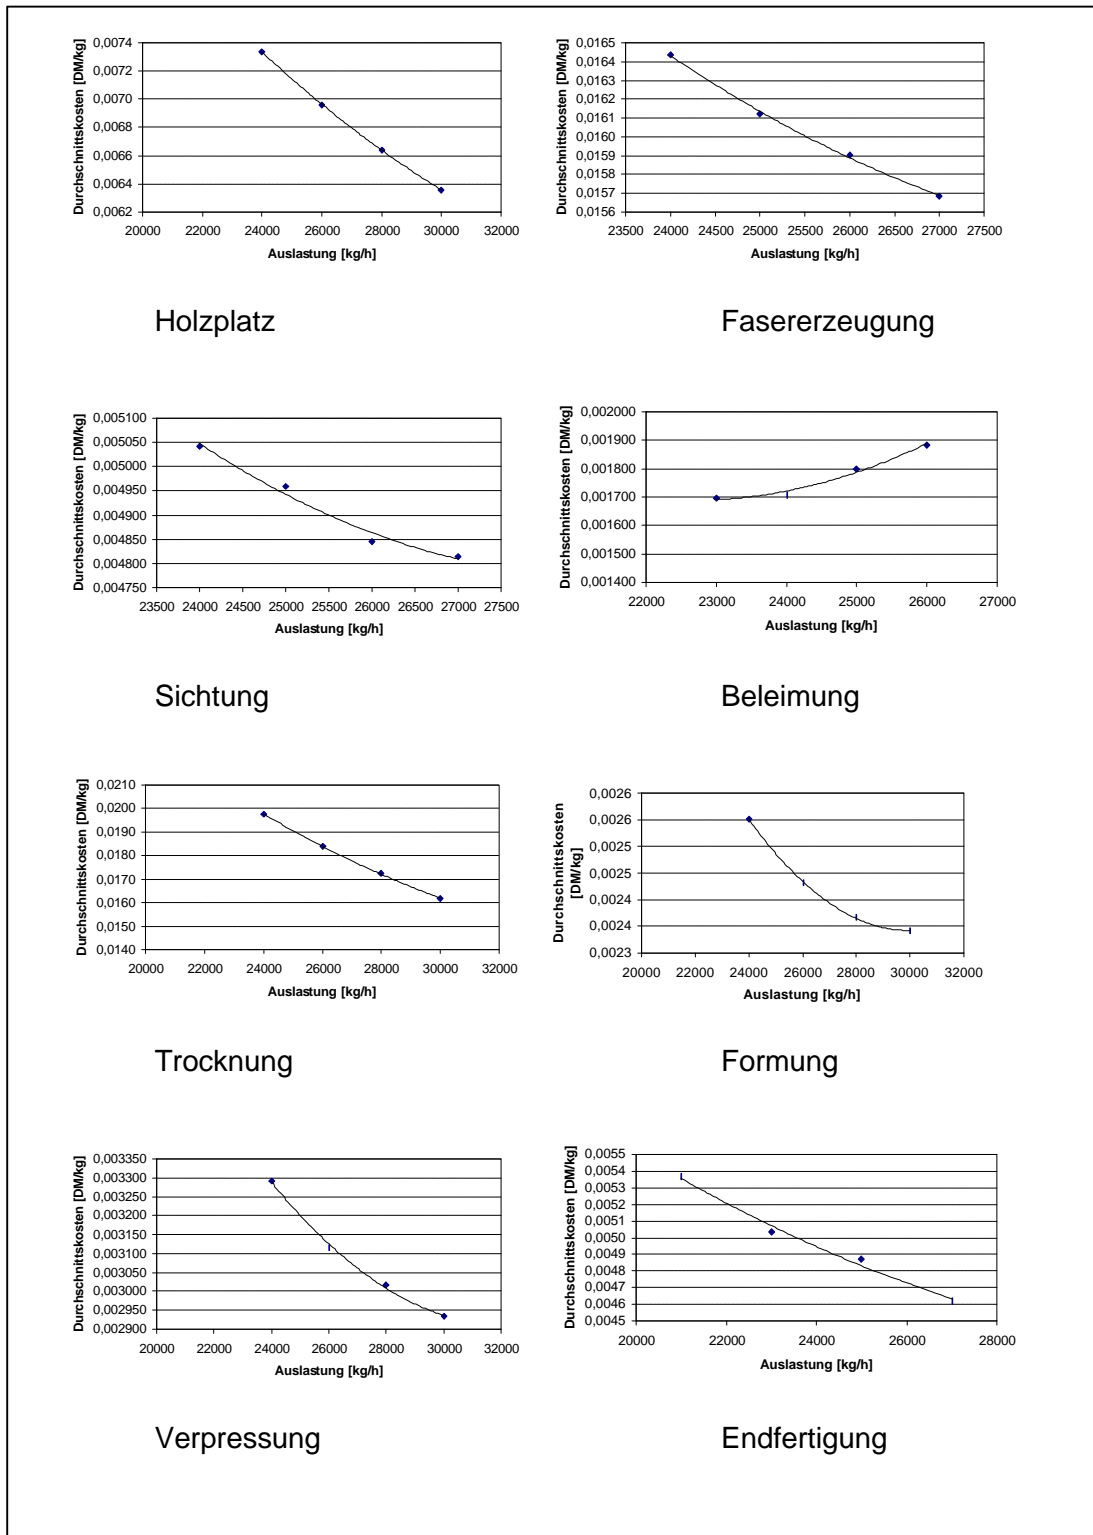 Durchschnittskosten [DM/kg]
0,0074
0,0072
0,0070
0,0068
0,0066
0,0064
0,0062
20000 22000 24000 26000 28000 30000 32000
Auslastung [kg/h]
Holzplatz
Durchschnittskosten [DM/kg]
0,0165
0,0164
0,0163
0,0162
0,0161
0,0160
0,0159
0,0158
0,0157
0,0156
23500 24000 24500 25000 25500 26000 26500 27000 27500
Auslastung [kg/h]
Fasererzeugung
Durchschnittskosten [DM/kg]
0,005100
0,005050
0,005000
0,004950
0,004900
0,004850
0,004800
0,004750
23500 24000 24500 25000 25500 26000 26500 27000 27500
Auslastung [kg/h]
Sichtung
Durchschnittskosten [DM/kg]
0,002000
0,001900
0,001800
0,001700
0,001600
0,001500
0,001400
22000 23000 24000 25000 26000 27000
Auslastung [kg/h]
Beleimung
Durchschnittskosten [DM/kg]
0,0210
0,0200
0,0190
0,0180
0,0170
0,0160
0,0150
0,0140
20000 22000 24000 26000 28000 30000 32000
Auslastung [kg/h]
Trocknung
Durchschnittskosten
[DM/kg]
0,0026
0,0026
0,0025
0,0025
0,0024
0,0024
0,0023
20000 22000 24000 26000 28000 30000 32000
Auslastung [kg/h]
Formung
Durchschnittskosten [DM/kg]
0,003350
0,003300
0,003250
0,003200
0,003150
0,003100
0,003050
0,003000
0,002950
0,002900
20000 22000 24000 26000 28000 30000 32000
Auslastung [kg/h]
Verpressung
Durchschnittskosten [DM/kg]
0,0055
0,0054
0,0053
0,0052
0,0051
0,0050
0,0049
0,0048
0,0047
0,0046
0,0045
20000 22000 24000 26000 28000
Auslastung [kg/h]
Endfertigung